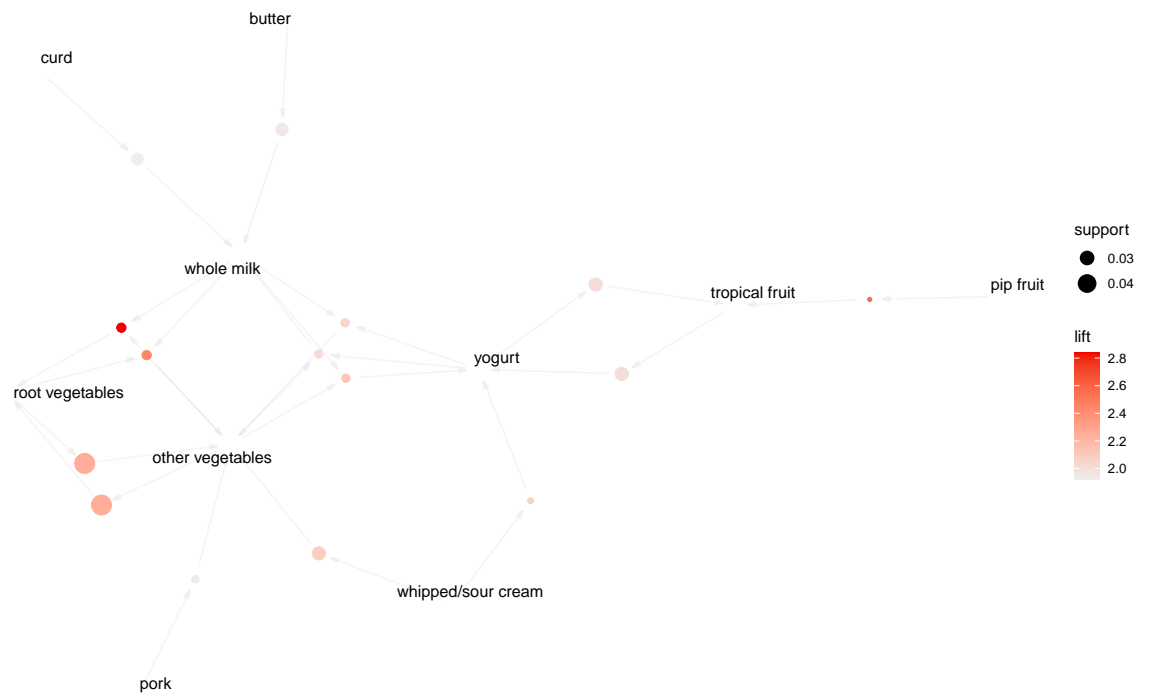 butter
curd
whole milk
root vegetables
other vegetables
yogurt
tropical fruit
pip fruit
whipped/sour cream
pork
support
0.03
0.04
lift
2.8
2.6
2.4
2.2
2.0